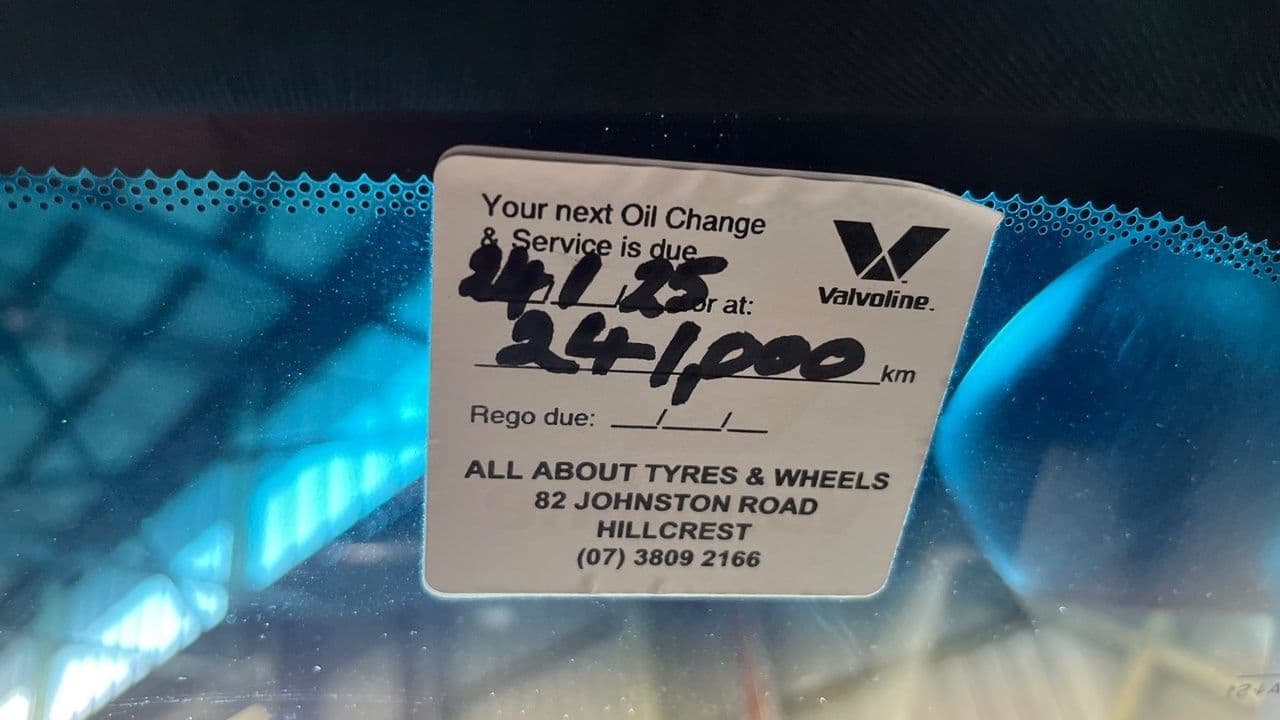 Your next Oil Change
& Service is due
24/1/25 or at:
Valvoline.
241,000 km
Rego due: __/__/__
ALL ABOUT TYRES & WHEELS
82 JOHNSTON ROAD
HILLCREST
(07) 3809 2166